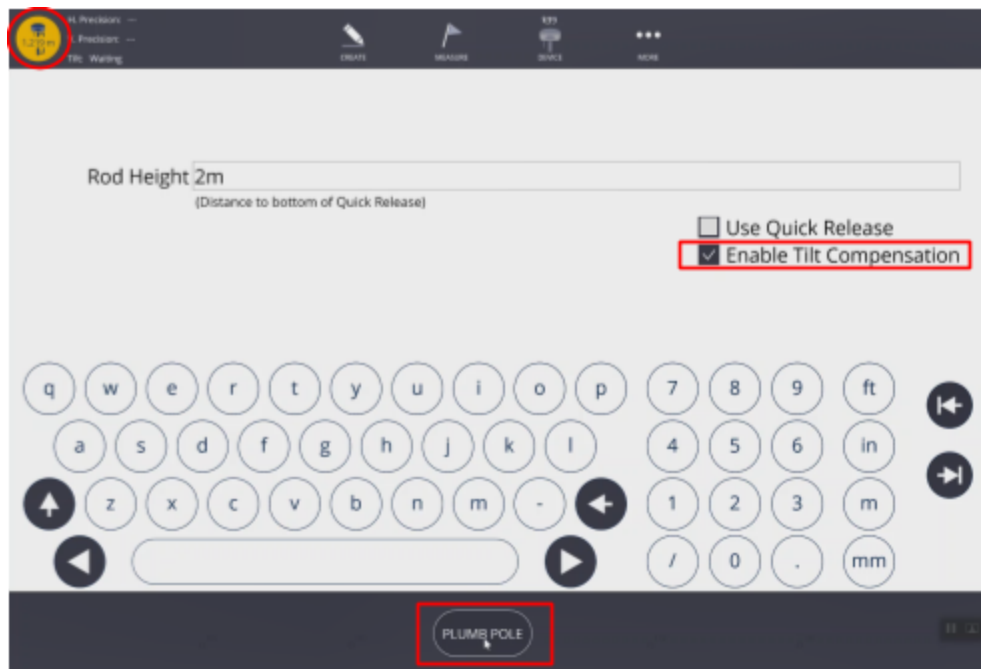 H. Precision: --
V. Precision: --
Tilt: Waiting
CREATE
MEASURE
DEVICE
MORE
Rod Height 2m
(Distance to bottom of Quick Release)
Use Quick Release
Enable Tilt Compensation
q w e r t y u i o p 7 8 9 ft
a s d f g h j k l 4 5 6 in
z x c v b n m - 1 2 3 m
/ 0 . mm
PLUMB POLE